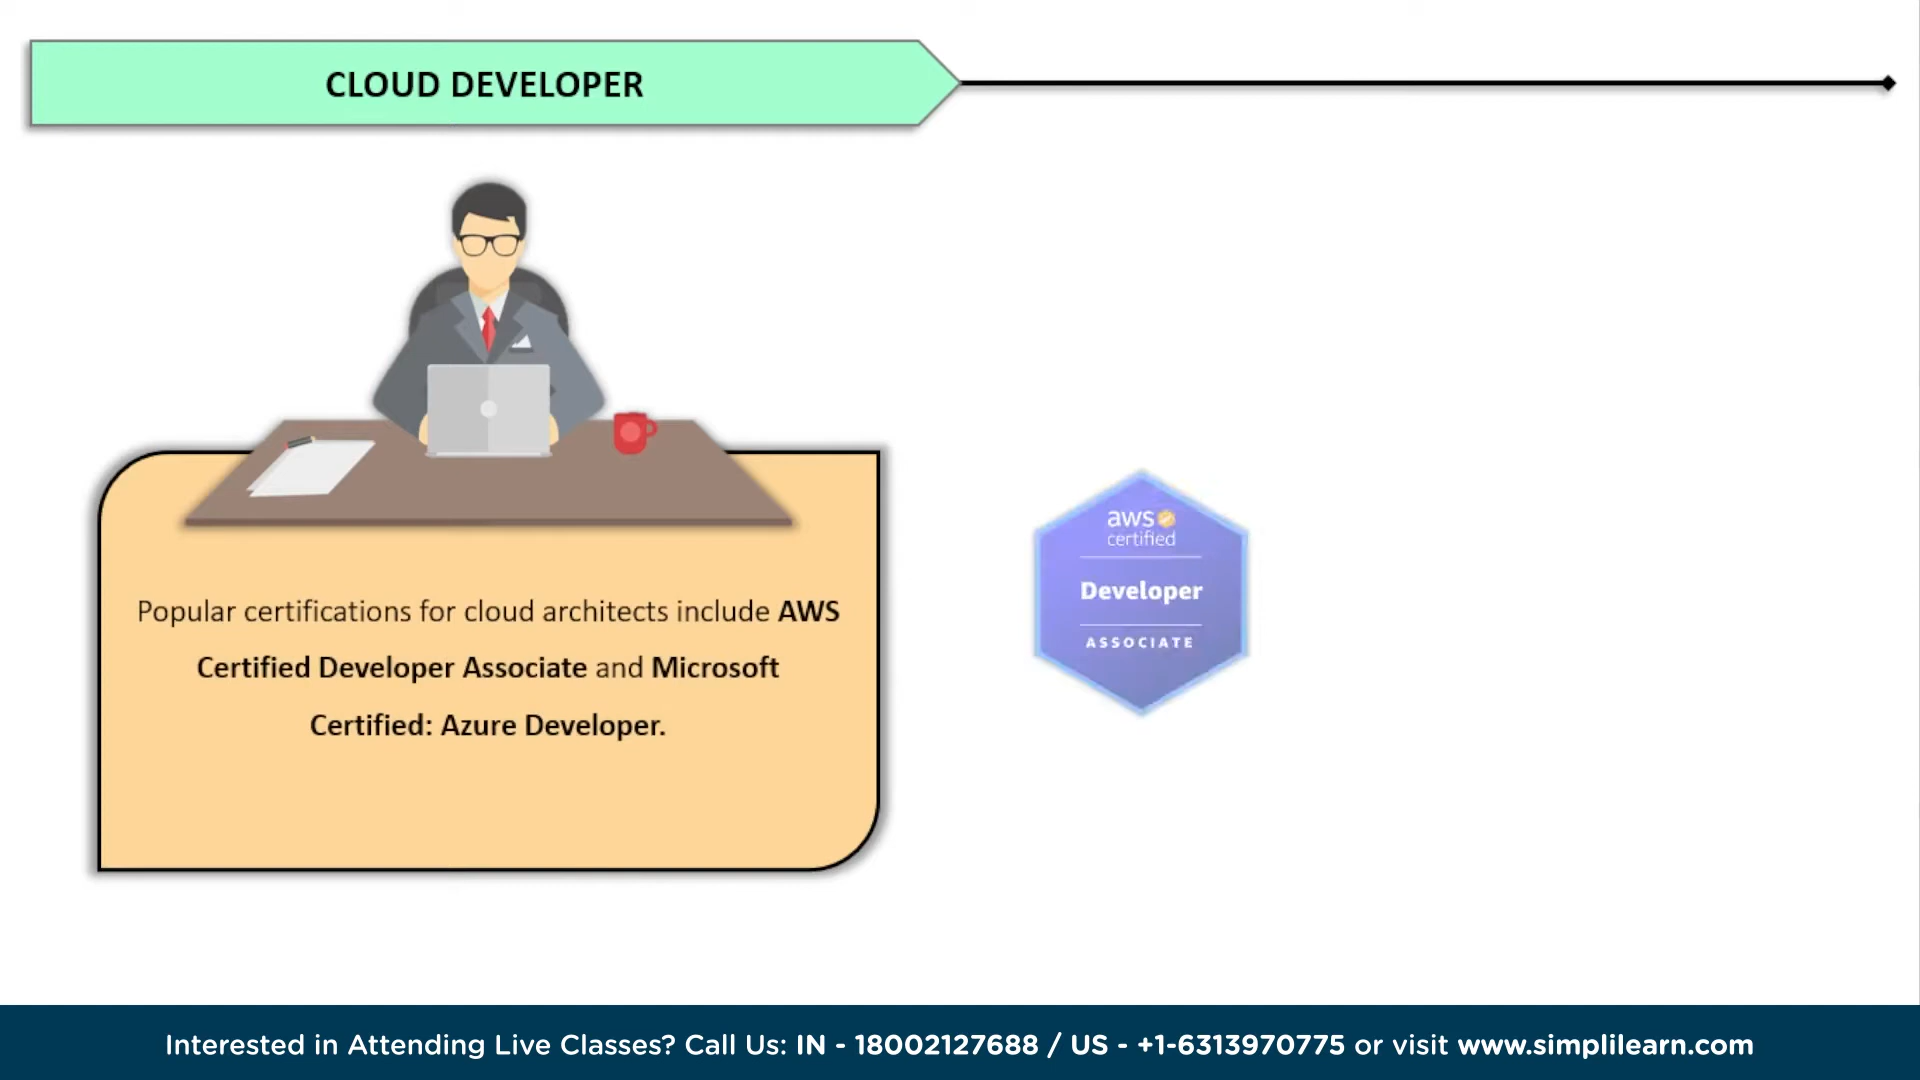 CLOUD DEVELOPER
Popular certifications for cloud architects include AWS
Certified Developer Associate and Microsoft
Certified: Azure Developer.
aws
certified
Developer
ASSOCIATE
Interested in Attending Live Classes? Call Us: IN - 18002127688 / US - +1-6313970775 or visit www.simplilearn.com